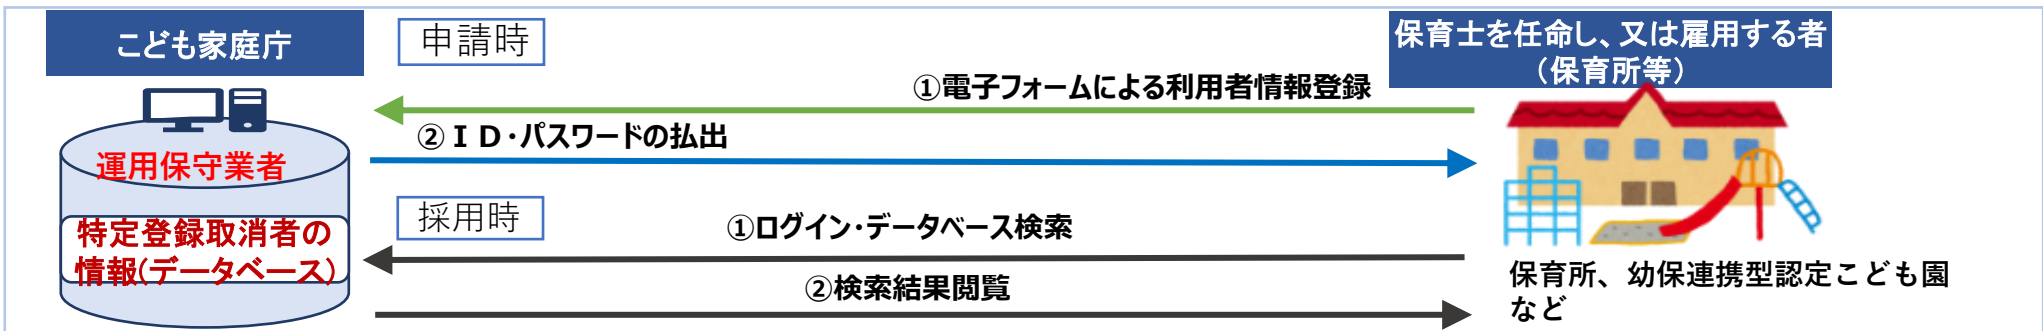 こども家庭庁
申請時
保育士を任命し、又は雇用する者
（保育所等）
①電子フォームによる利用者情報登録
②ＩＤ・パスワードの払出
運用保守業者
採用時
①ログイン・データベース検索
特定登録取消者の
情報(データベース)
②検索結果閲覧
保育所、幼保連携型認定こども園
など